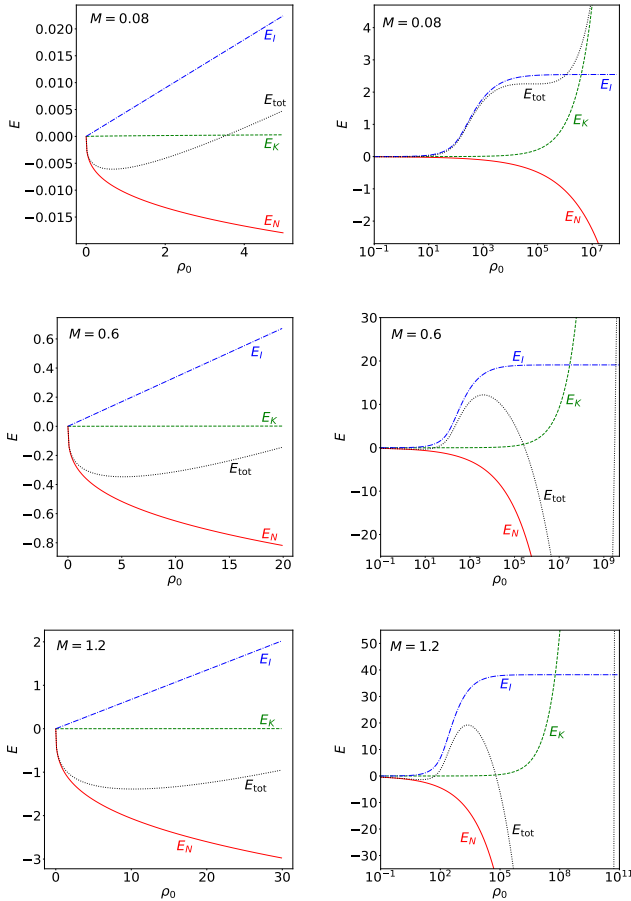 M = 0.08
E_I
E_tot
E_K
E_N
E
0.020
0.015
0.010
0.005
0.000
−0.005
−0.010
−0.015
0 2 4
ρ_0
M = 0.08
E_I
E_tot
E_K
E_N
E
4
3
2
1
0
−1
−2
10^-1 10^1 10^3 10^5 10^7
ρ_0
M = 0.6
E_I
E_K
E_tot
E_N
E
0.6
0.4
0.2
0.0
−0.2
−0.4
−0.6
−0.8
0 5 10 15 20
ρ_0
M = 0.6
E_I
E_K
E_N
E_tot
E
30
20
10
0
−10
−20
10^-1 10^1 10^3 10^5 10^7 10^9
ρ_0
M = 1.2
E_I
E_K
E_tot
E_N
E
2
1
0
−1
−2
−3
0 10 20 30
ρ_0
M = 1.2
E_I
E_K
E_N
E_tot
E
50
40
30
20
10
0
−10
−20
−30
10^-1 10^2 10^5 10^8 10^11
ρ_0